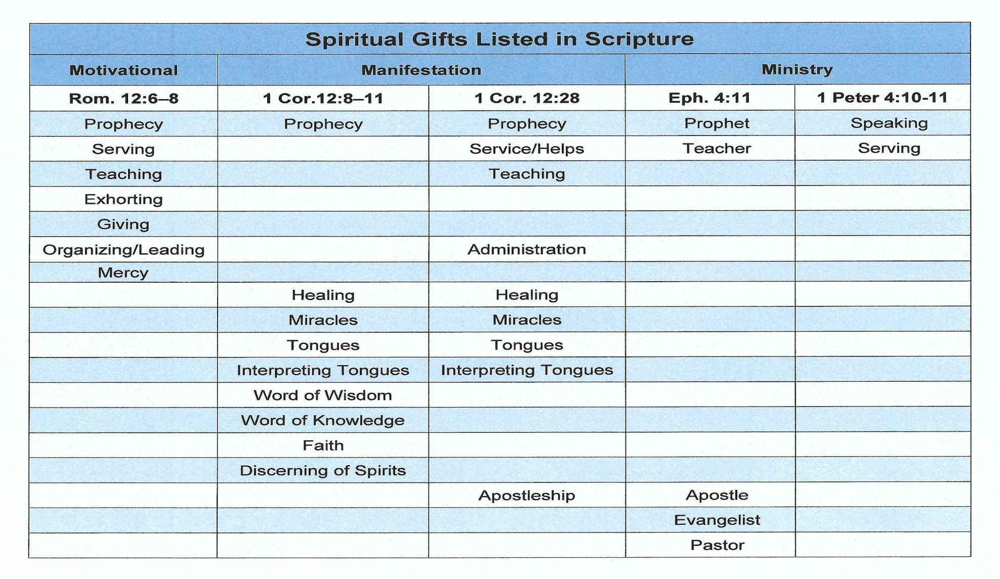 Spiritual Gifts Listed in Scripture
Motivational Manifestation Ministry
Rom. 12:6–8 1 Cor.12:8–11 1 Cor. 12:28 Eph. 4:11 1 Peter 4:10-11
Prophecy Prophecy Prophecy Prophet Speaking
Serving Service/Helps Teacher Serving
Teaching Teaching
Exhorting
Giving
Organizing/Leading Administration
Mercy
Healing Healing
Miracles Miracles
Tongues Tongues
Interpreting Tongues Interpreting Tongues
Word of Wisdom
Word of Knowledge
Faith
Discerning of Spirits
Apostleship Apostle
Evangelist
Pastor